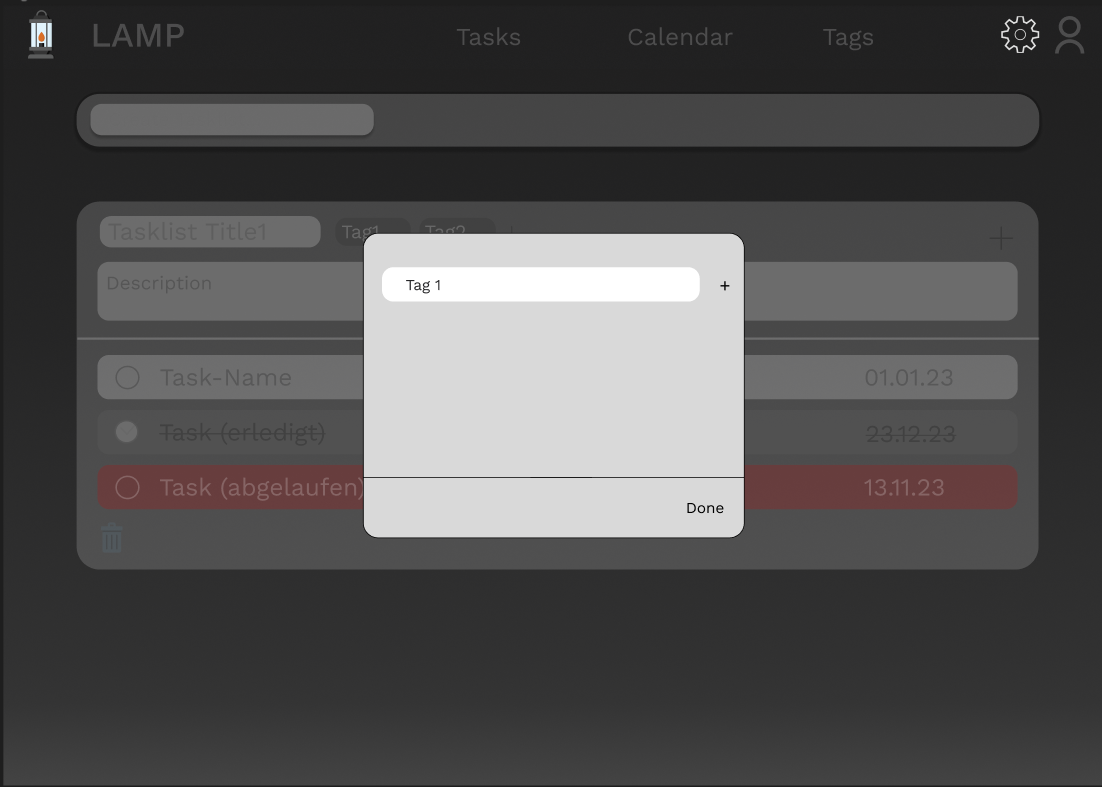 LAMP Tasks Calendar Tags
Tasklist Title1 Tag1 Tag2
Description
Tag 1 +
Task-Name 01.01.23
Task (erledigt) 23.12.23
Task (abgelaufen) 13.11.23
Done